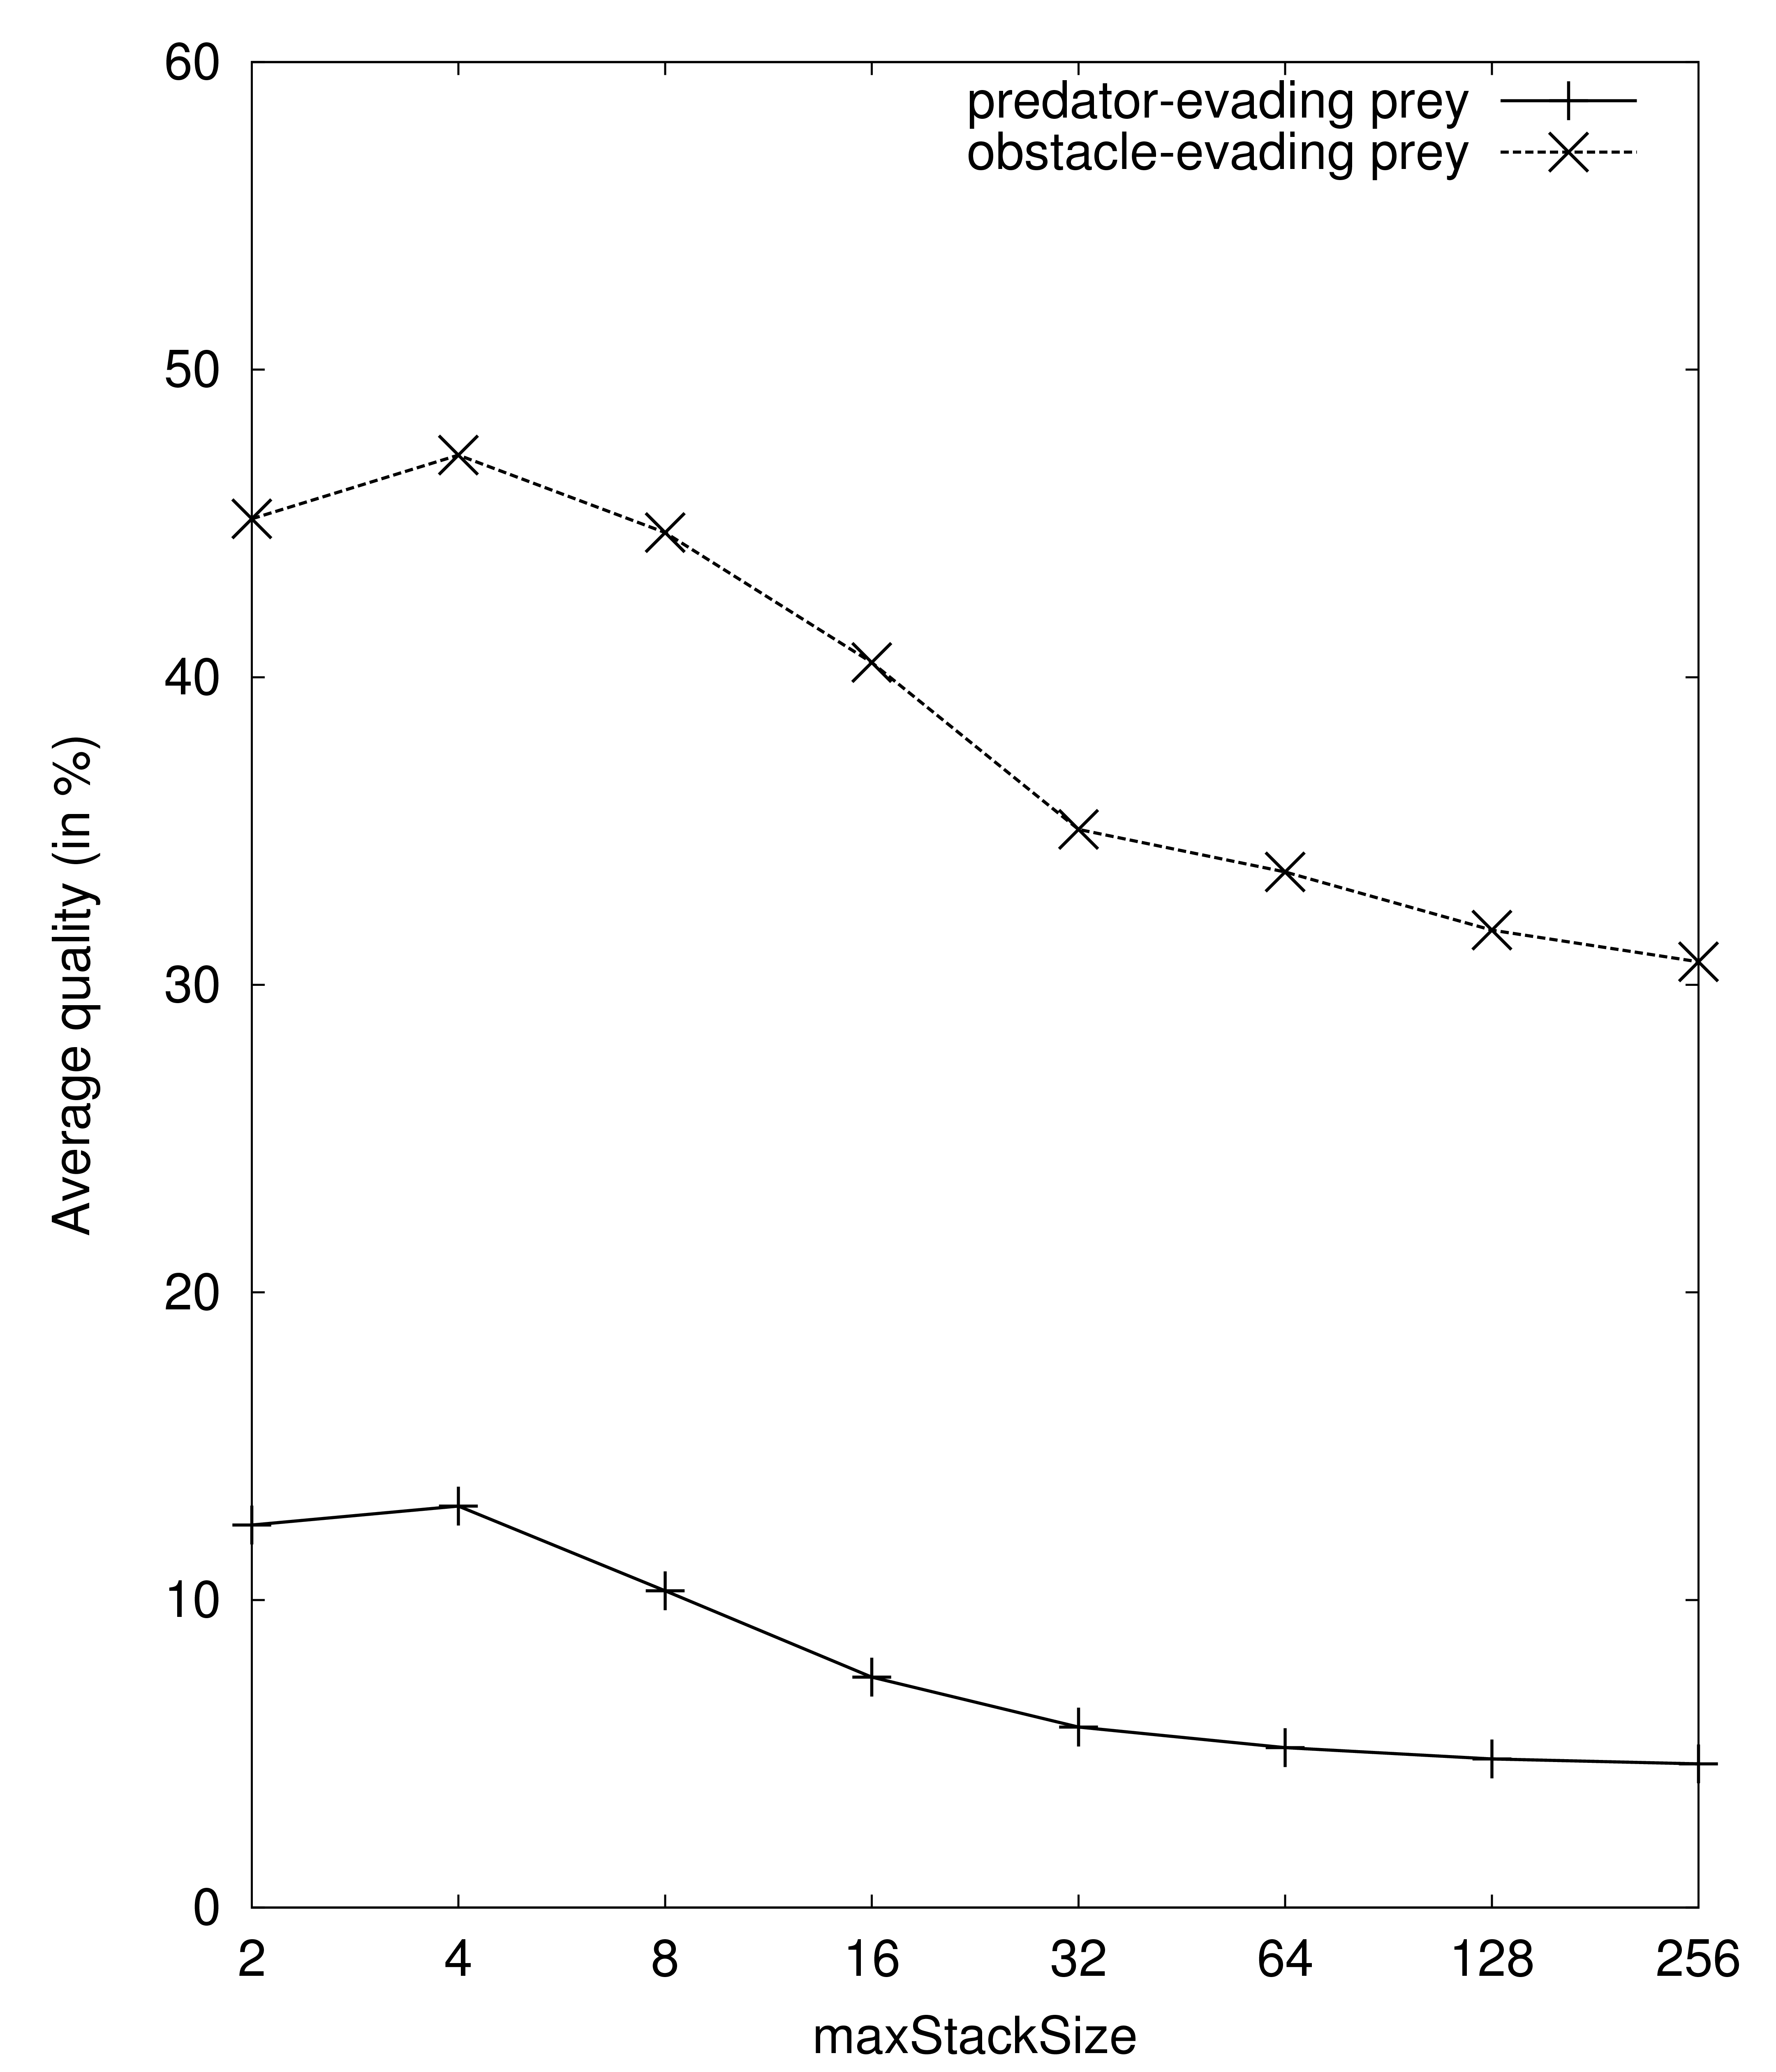 60
predator-evading prey
obstacle-evading prey
50
40
30
20
10
0
Average quality (in %)
2 4 8 16 32 64 128 256
maxStackSize